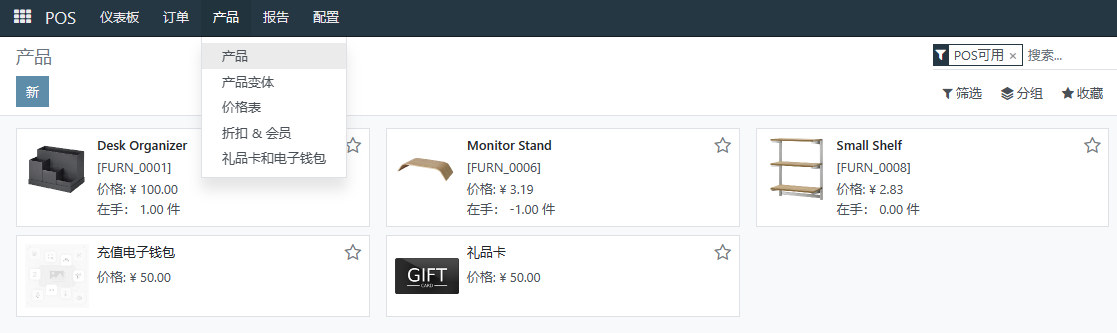 POS 仪表板 订单 产品 报告 配置
产品
POS可用 × 搜索...
新
筛选 分组 收藏
产品
产品变体
价格表
折扣 & 会员
礼品卡和电子钱包
Desk Organizer
[FURN_0001]
价格: ¥ 100.00
在手： 1.00 件
Monitor Stand
[FURN_0006]
价格: ¥ 3.19
在手： -1.00 件
Small Shelf
[FURN_0008]
价格: ¥ 2.83
在手： 0.00 件
充值电子钱包
价格: ¥ 50.00
GIFT
CARD
礼品卡
价格: ¥ 50.00